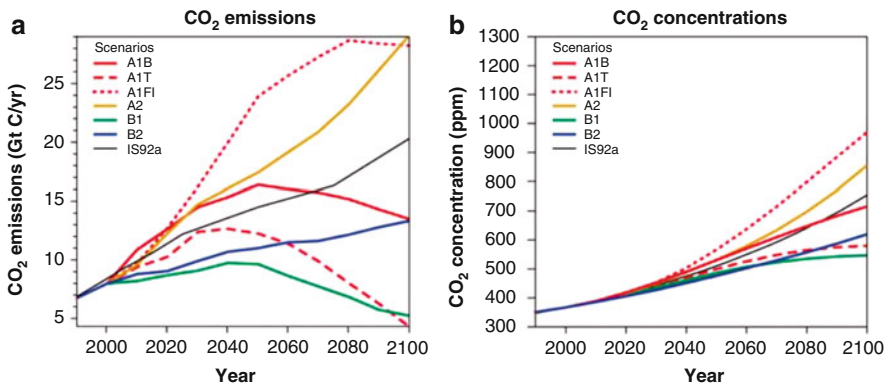 a
CO2 emissions
CO2 emissions (Gt C/yr)
25
20
15
10
5
Scenarios
A1B
A1T
A1FI
A2
B1
B2
IS92a
2000 2020 2040 2060 2080 2100
Year
b
CO2 concentrations
CO2 concentration (ppm)
1300
1200
1100
1000
900
800
700
600
500
400
300
Scenarios
A1B
A1T
A1FI
A2
B1
B2
IS92a
2000 2020 2040 2060 2080 2100
Year